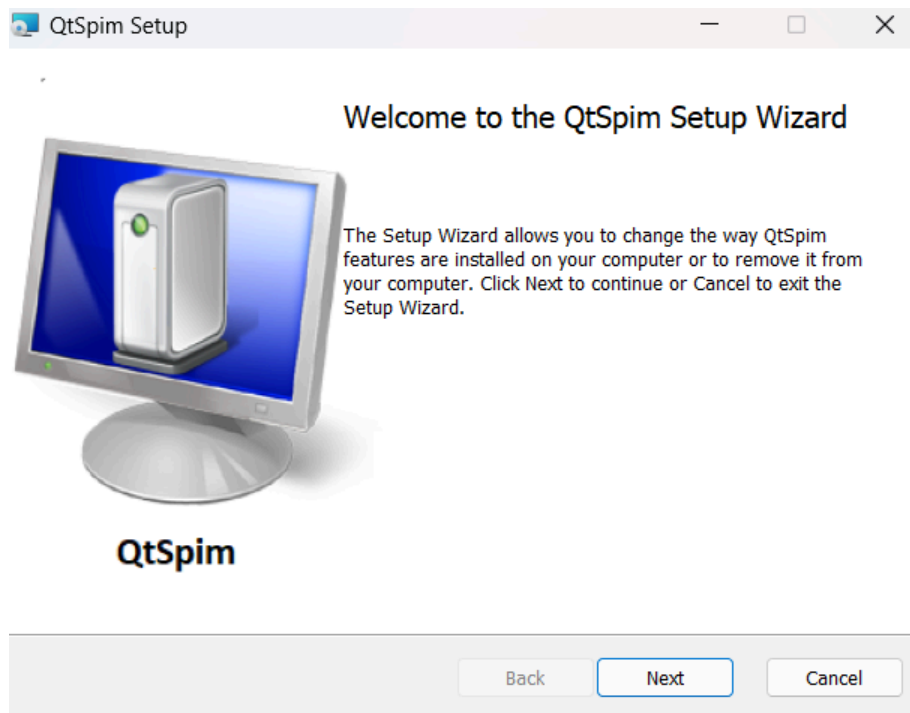 QtSpim Setup
Welcome to the QtSpim Setup Wizard
The Setup Wizard allows you to change the way QtSpim
features are installed on your computer or to remove it from
your computer. Click Next to continue or Cancel to exit the
Setup Wizard.
QtSpim
Back Next Cancel